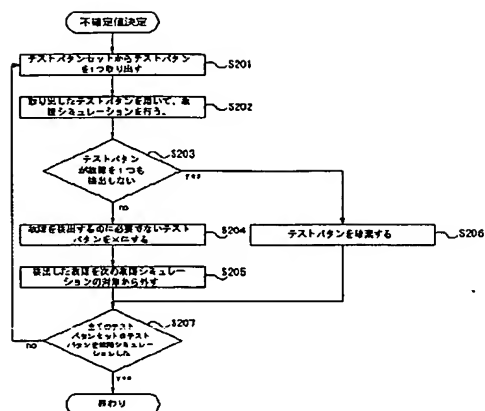 不確定値決定
テストパタンセットからテストパタン
を1つ取り出す
S201
取り出したテストパタンを用いて、故
障シミュレーションを行う。
S202
テストパタン
が故障を1つも
検出しない
S203
yes
no
故障を検出するのに必要でないテスト
パタンをXにする
S204
テストパタンを破棄する
S206
検出した故障を次の故障シミュレー
ションの対象から外す
S205
全てのテスト
パタンセットのテスト
パタンを故障シミュレー
ションした
S207
no
yes
終わり